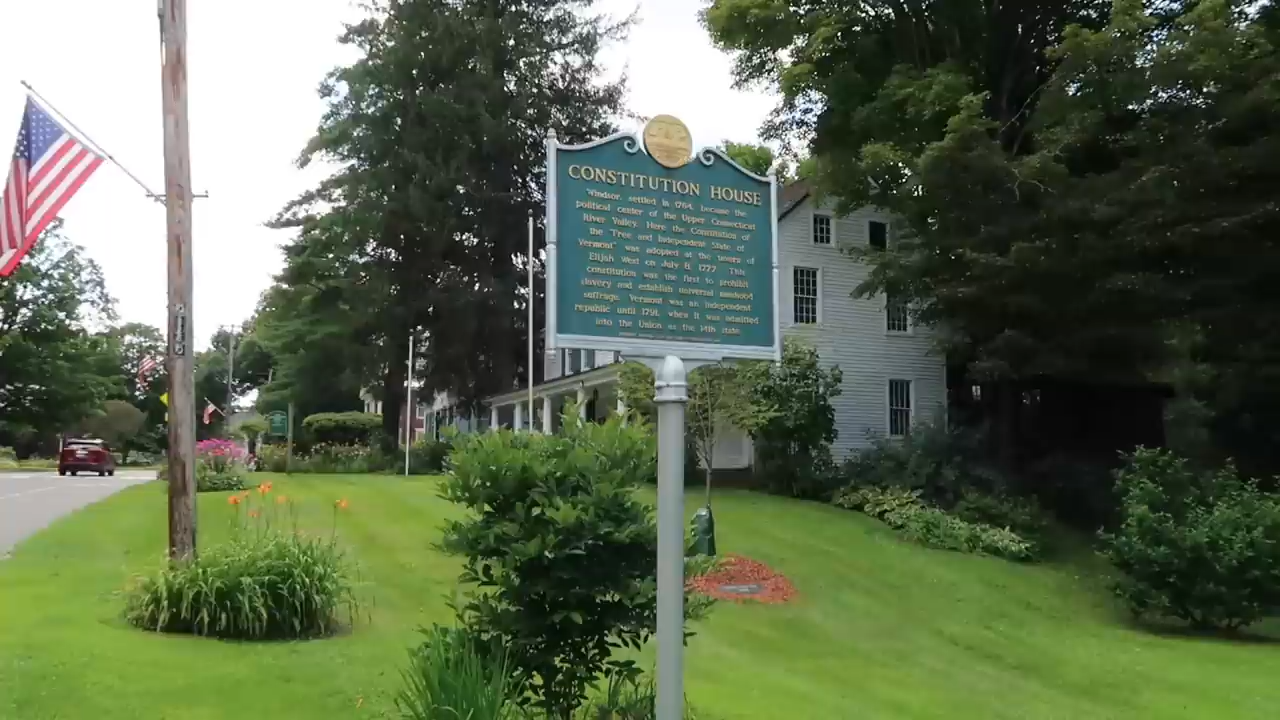 CONSTITUTION HOUSE
Windsor, settled in 1764, became the
political center of the Upper Connecticut
River Valley. Here the Constitution of
the "Free and Independent State of
Vermont" was adopted at the tavern of
Elijah West on July 8, 1777. This
constitution was the first to prohibit
slavery and establish universal manhood
suffrage. Vermont was an independent
republic until 1791, when it was admitted
into the Union as the 14th state.